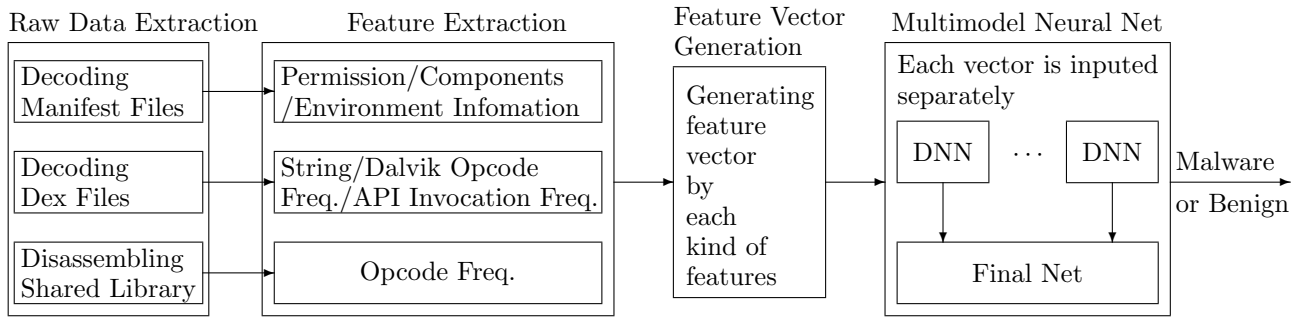 Raw Data Extraction
Decoding
Manifest Files
Decoding
Dex Files
Disassembling
Shared Library
Feature Extraction
Permission/Components
/Environment Infomation
String/Dalvik Opcode
Freq./API Invocation Freq.
Opcode Freq.
Feature Vector
Generation
Generating
feature
vector
by
each
kind of
features
Multimodel Neural Net
Each vector is inputed
separately
DNN ... DNN
Final Net
Malware
or Benign